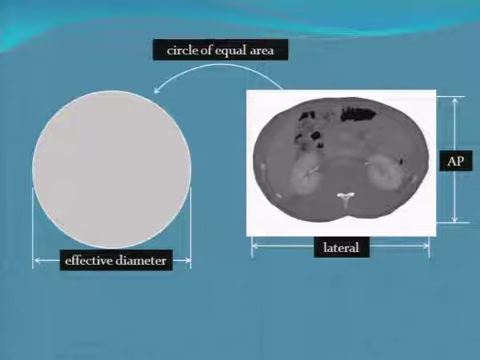 circle of equal area
AP
lateral
effective diameter